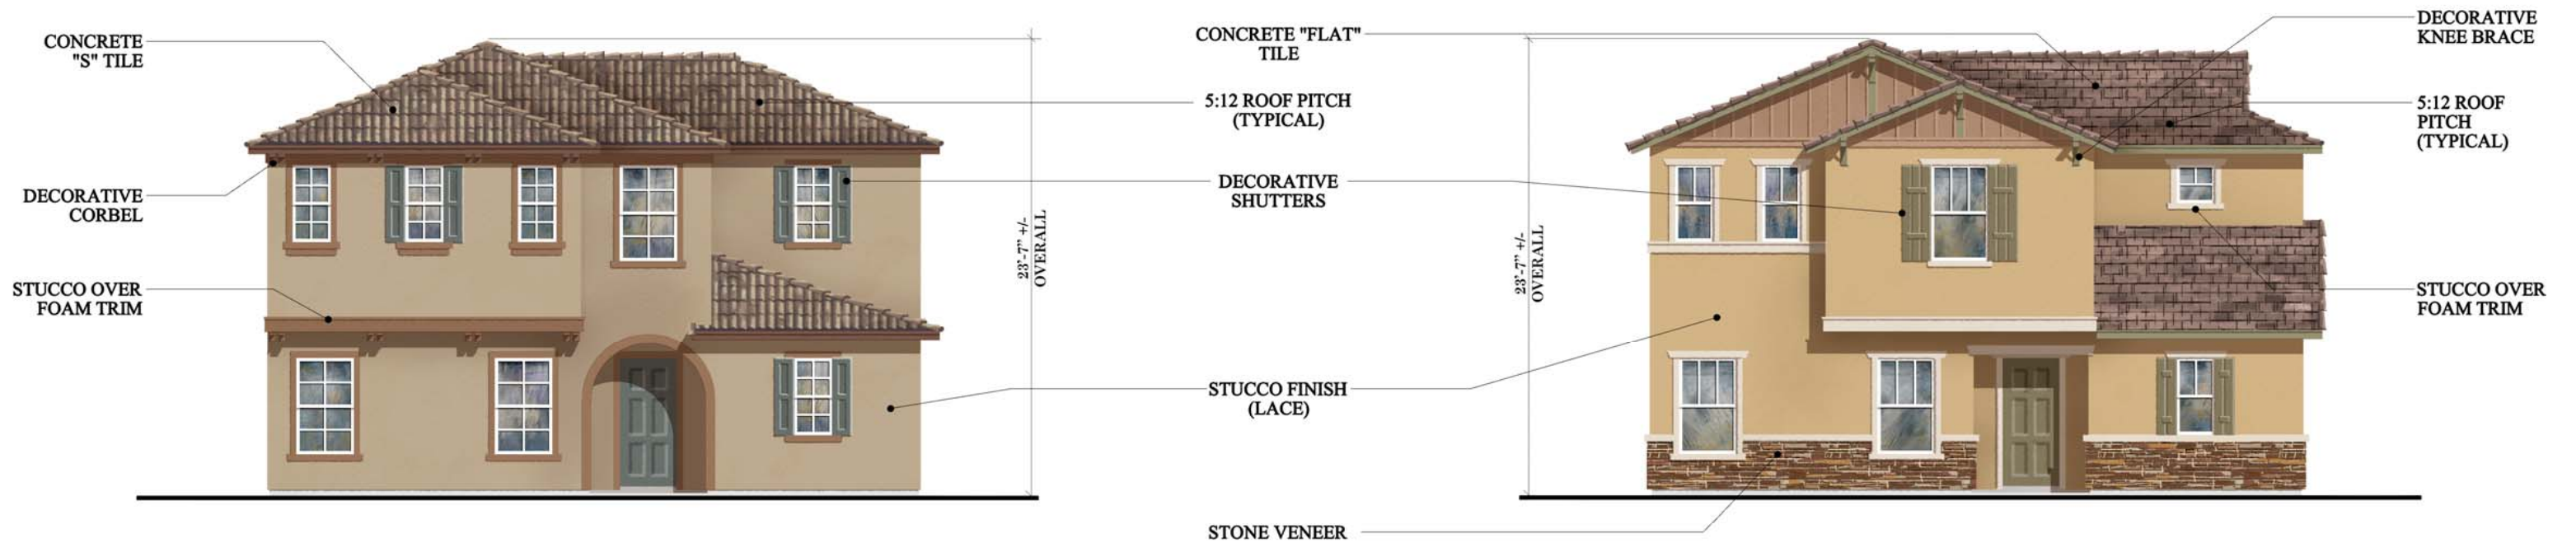 CONCRETE
"S" TILE
DECORATIVE
CORBEL
STUCCO OVER
FOAM TRIM
23'-7" +/-
OVERALL
CONCRETE "FLAT"
TILE
5:12 ROOF PITCH
(TYPICAL)
DECORATIVE
SHUTTERS
STUCCO FINISH
(LACE)
STONE VENEER
23'-7" +/-
OVERALL
DECORATIVE
KNEE BRACE
5:12 ROOF
PITCH
(TYPICAL)
STUCCO OVER
FOAM TRIM